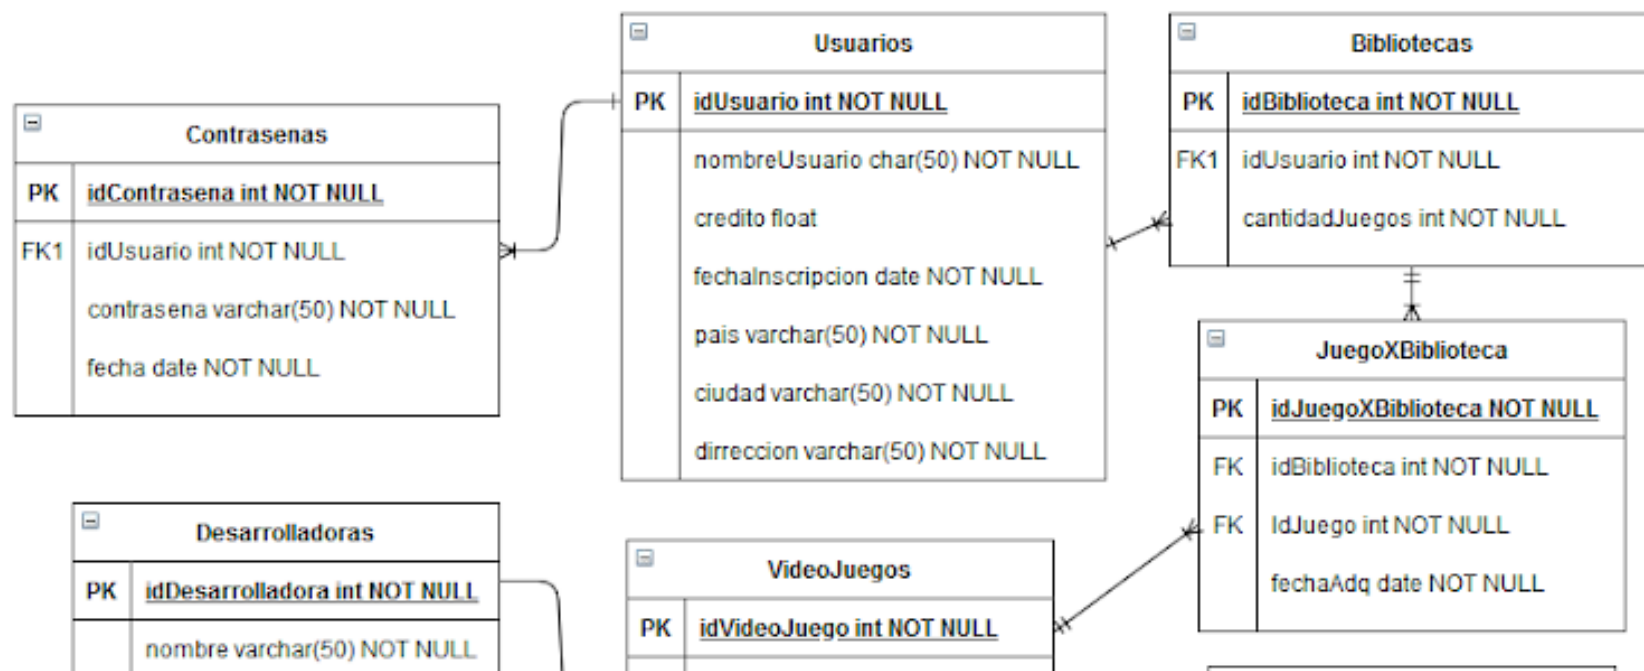 Contrasenas
PK idContrasena int NOT NULL
FK1 idUsuario int NOT NULL
contrasena varchar(50) NOT NULL
fecha date NOT NULL
Usuarios
PK idUsuario int NOT NULL
nombreUsuario char(50) NOT NULL
credito float
fechaInscripcion date NOT NULL
pais varchar(50) NOT NULL
ciudad varchar(50) NOT NULL
dirreccion varchar(50) NOT NULL
Bibliotecas
PK idBiblioteca int NOT NULL
FK1 idUsuario int NOT NULL
cantidadJuegos int NOT NULL
JuegoXBiblioteca
PK idJuegoXBiblioteca NOT NULL
FK idBiblioteca int NOT NULL
FK IdJuego int NOT NULL
fechaAdq date NOT NULL
Desarrolladoras
PK idDesarrolladora int NOT NULL
nombre varchar(50) NOT NULL
VideoJuegos
PK idVideoJuego int NOT NULL